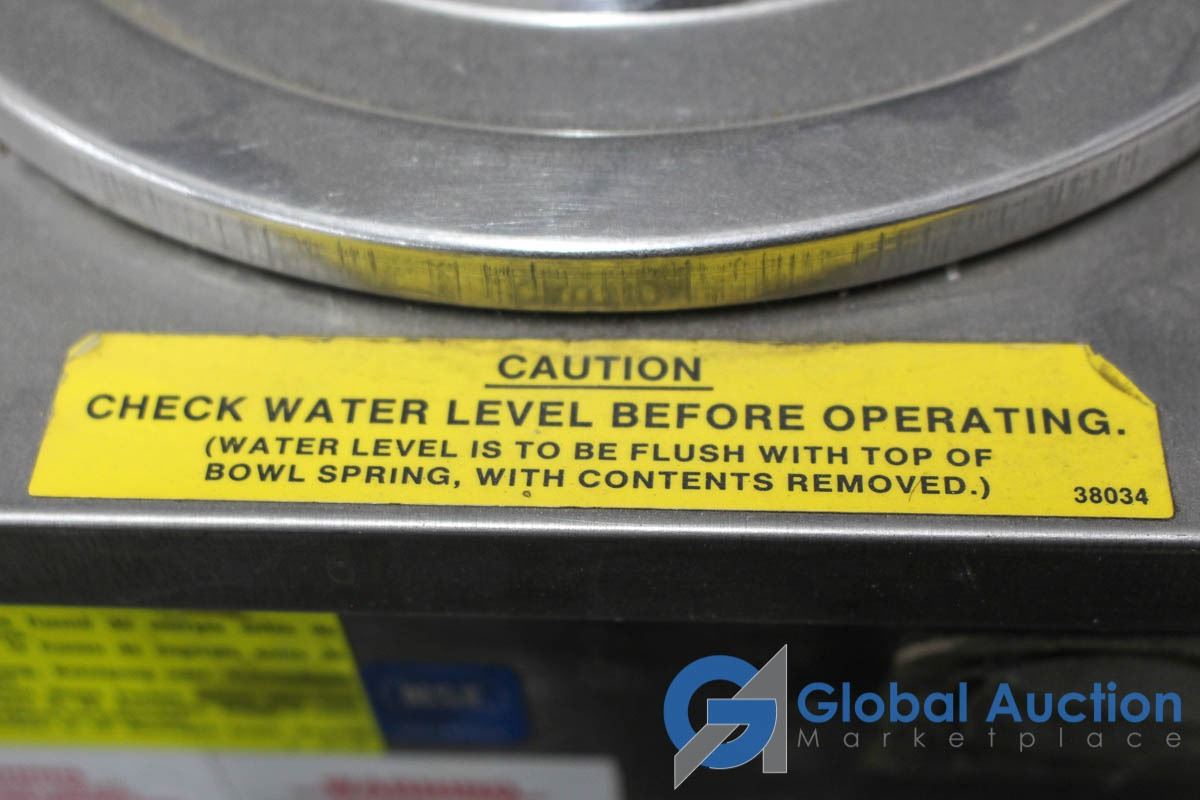 CAUTION
CHECK WATER LEVEL BEFORE OPERATING.
(WATER LEVEL IS TO BE FLUSH WITH TOP OF
BOWL SPRING, WITH CONTENTS REMOVED.)
38034
WARNING
Global Auction
Marketplace